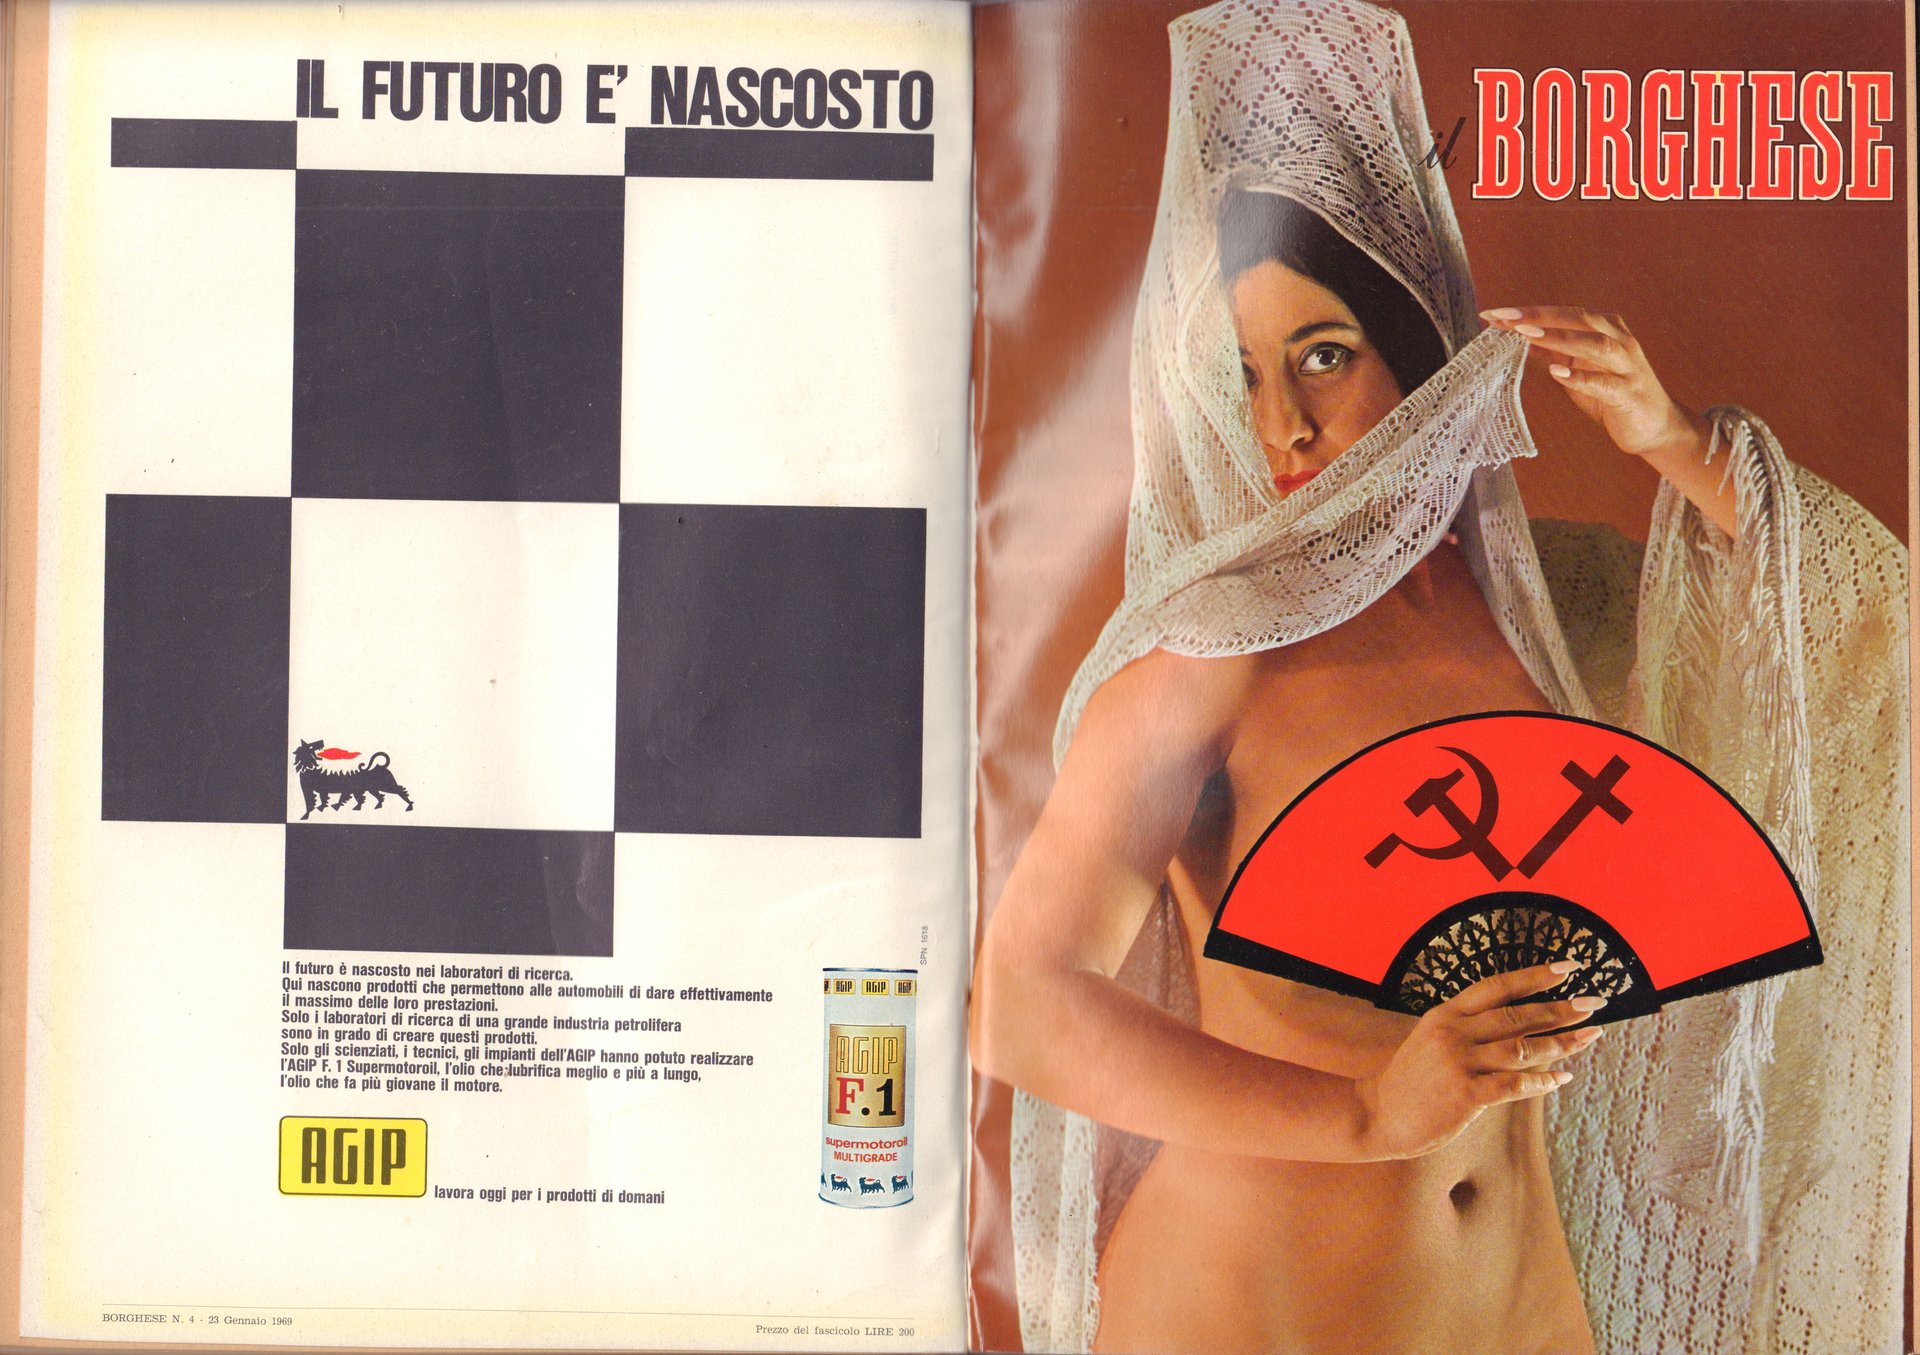 IL FUTURO E' NASCOSTO
Il futuro è nascosto nei laboratori di ricerca.
Qui nascono prodotti che permettono alle automobili di dare effettivamente
il massimo delle loro prestazioni.
Solo i laboratori di ricerca di una grande industria petrolifera
sono in grado di creare questi prodotti.
Solo gli scienziati, i tecnici, gli impianti dell'AGIP hanno potuto realizzare
l'AGIP F. 1 Supermotoroil, l'olio che lubrifica meglio e più a lungo,
l'olio che fa più giovane il motore.
AGIP
lavora oggi per i prodotti di domani
SPN 1618
AGIP AGIP AGIP
AGIP
F.1
supermotoroil
MULTIGRADE
BORGHESE N. 4 - 23 Gennaio 1969
Prezzo del fascicolo LIRE 200
il BORGHESE